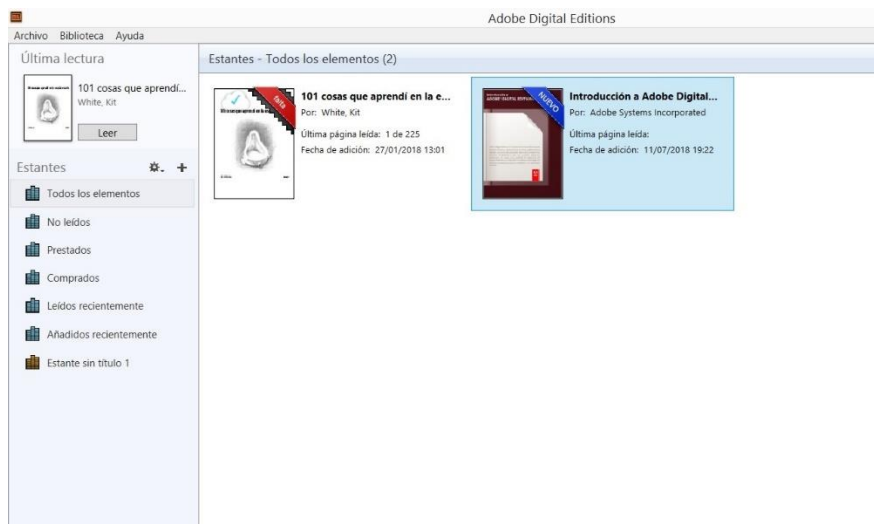 Adobe Digital Editions
Archivo Biblioteca Ayuda
Última lectura
101 cosas que aprendí...
White, Kit
Leer
Estantes
Todos los elementos
No leídos
Prestados
Comprados
Leídos recientemente
Añadidos recientemente
Estante sin título 1
Estantes - Todos los elementos (2)
falta
101 cosas que aprendí en la e...
Por: White, Kit
Última página leída: 1 de 225
Fecha de adición: 27/01/2018 13:01
NUEVO
Introducción a Adobe Digital...
Por: Adobe Systems Incorporated
Última página leída:
Fecha de adición: 11/07/2018 19:22